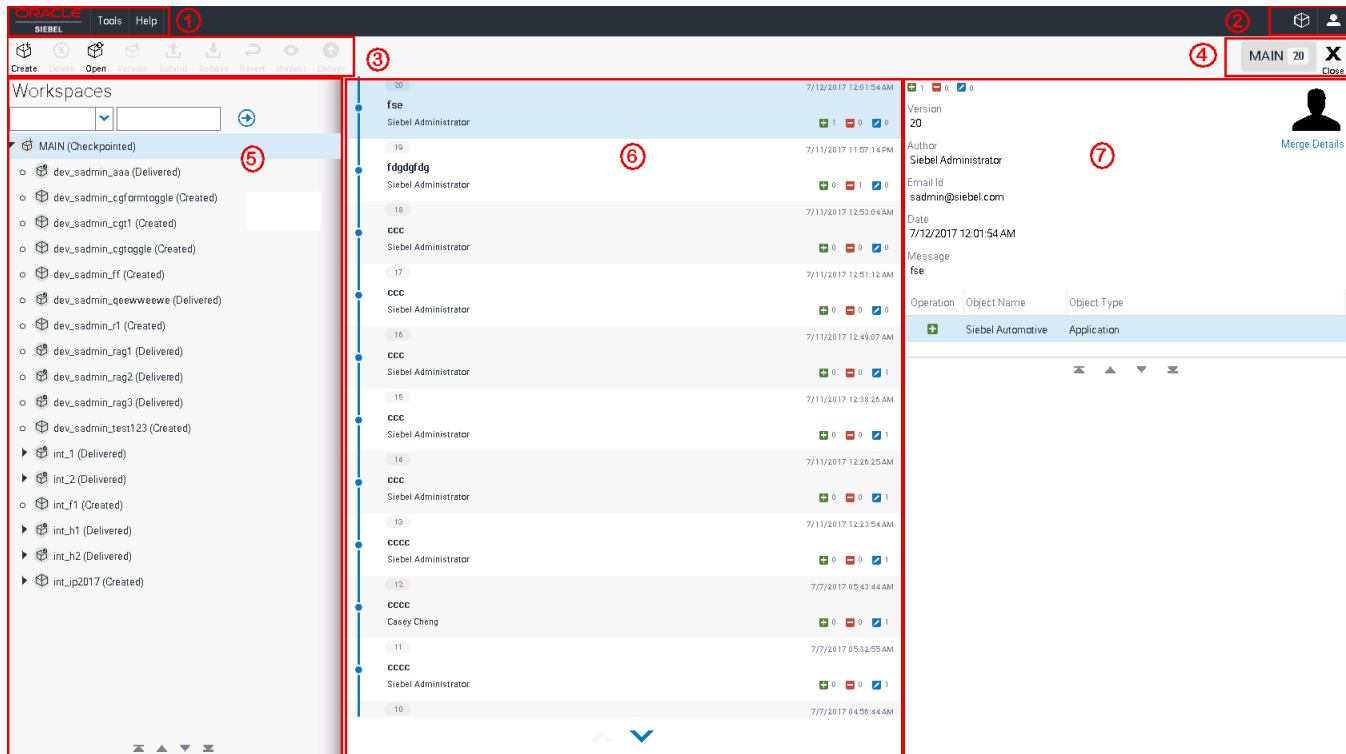 ORACLE
SIEBEL
Tools Help
1
2
Create Delete Open Version Submit Rebase Revert Inspect Deliver
3
4
MAIN 20
Close
Workspaces
MAIN (Checkpointed)
5
dev_sadmin_aaa (Delivered)
dev_sadmin_cgformtoggle (Created)
dev_sadmin_cgt1 (Created)
dev_sadmin_cgtoggle (Created)
dev_sadmin_ff (Created)
dev_sadmin_qeewweewe (Delivered)
dev_sadmin_r1 (Created)
dev_sadmin_rag1 (Delivered)
dev_sadmin_rag2 (Delivered)
dev_sadmin_rag3 (Delivered)
dev_sadmin_test123 (Created)
int_1 (Delivered)
int_2 (Delivered)
int_f1 (Created)
int_h1 (Delivered)
int_h2 (Delivered)
int_ip2017 (Created)
20 7/12/2017 12:01:54 AM
fse
Siebel Administrator 1 0 0
6
19 7/11/2017 11:57:14 PM
fdgdgfdg
Siebel Administrator 0 1 0
18 7/11/2017 12:53:04 AM
ccc
Siebel Administrator 0 0 0
17 7/11/2017 12:51:12 AM
ccc
Siebel Administrator 0 0 0
16 7/11/2017 12:49:07 AM
ccc
Siebel Administrator 0 0 1
15 7/11/2017 12:38:26 AM
ccc
Siebel Administrator 0 0 1
14 7/11/2017 12:26:25 AM
ccc
Siebel Administrator 0 0 1
13 7/11/2017 12:23:54 AM
cccc
Siebel Administrator 0 0 1
12 7/7/2017 05:43:44 AM
cccc
Casey Cheng 0 0 1
11 7/7/2017 05:32:55 AM
cccc
Siebel Administrator 0 0 1
10 7/7/2017 04:56:44 AM
1 0 0
Version
20
7
Author
Siebel Administrator
Merge Details
Email Id
sadmin@siebel.com
Date
7/12/2017 12:01:54 AM
Message
fse
Operation Object Name Object Type
Siebel Automotive Application